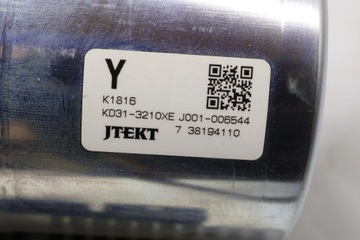 Y
K1816
KD31-3210XE J001-006544
JTEKT 7 38194110